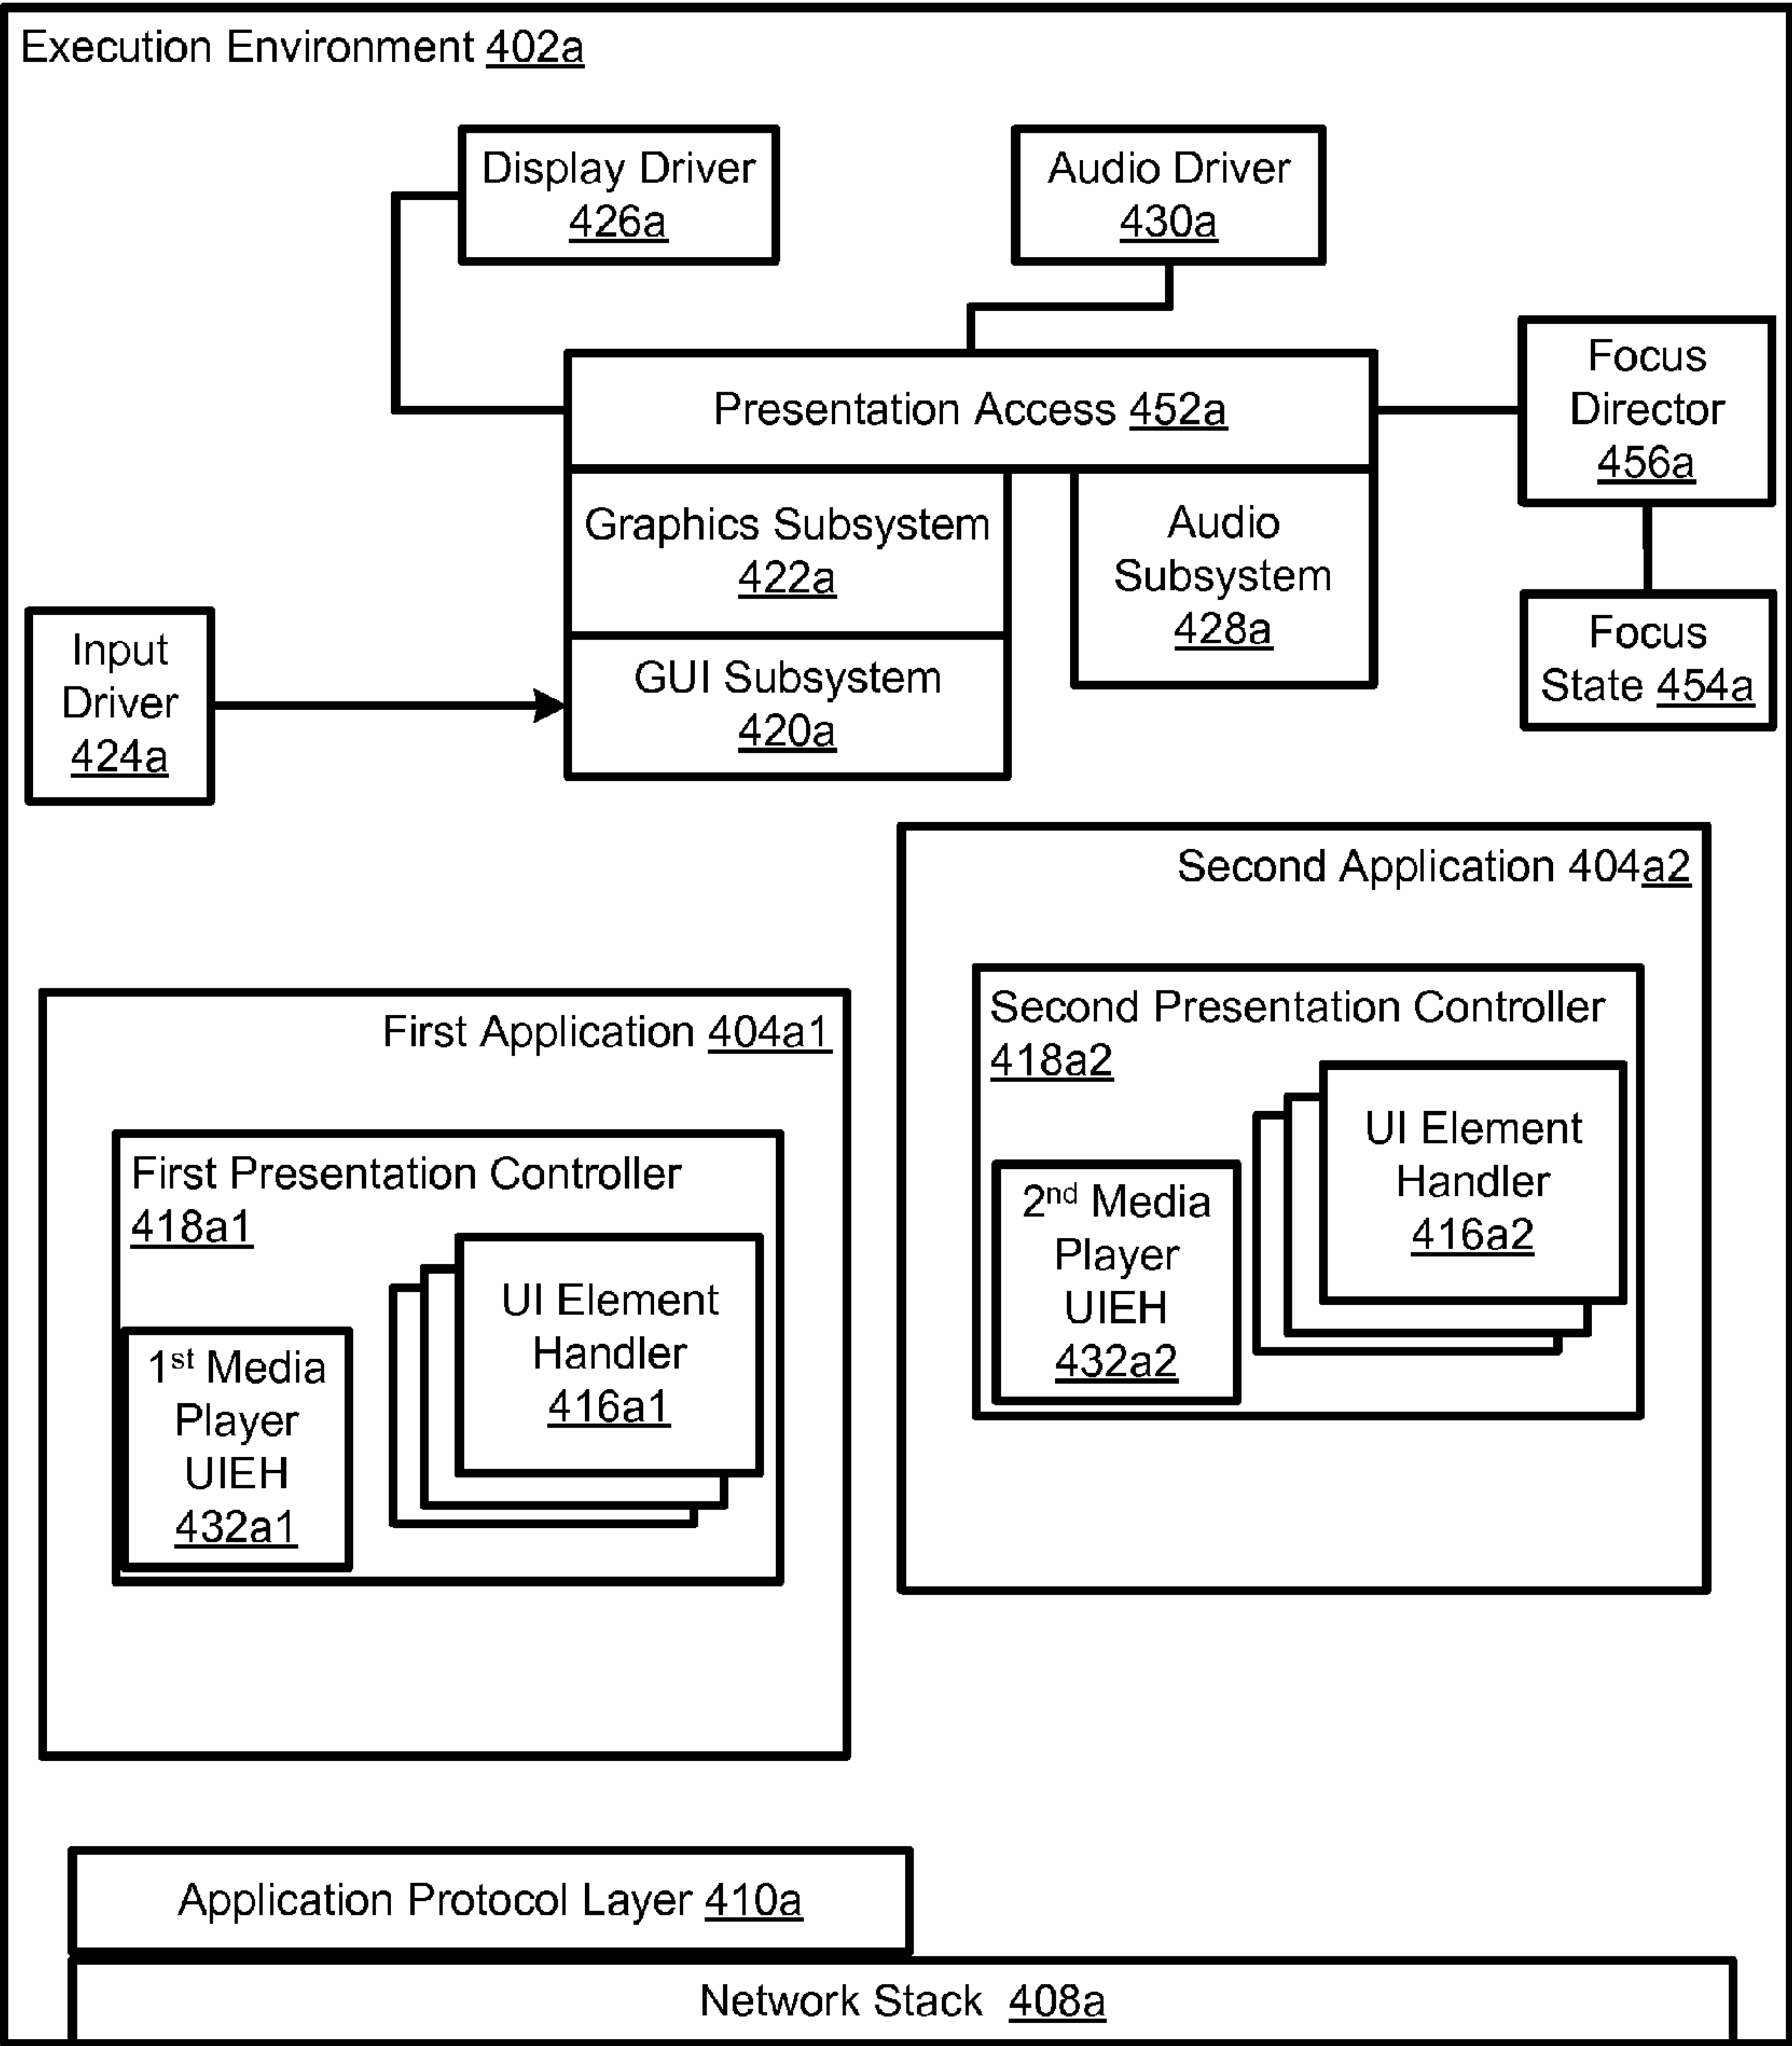 Execution Environment 402a
Display Driver
426a
Audio Driver
430a
Presentation Access 452a
Focus
Director
456a
Graphics Subsystem
422a
Audio
Subsystem
428a
Focus
State 454a
Input
Driver
424a
GUI Subsystem
420a
Second Application 404a2
Second Presentation Controller
418a2
UI Element
Handler
416a2
2nd Media
Player
UIEH
432a2
First Application 404a1
First Presentation Controller
418a1
UI Element
Handler
416a1
1st Media
Player
UIEH
432a1
Application Protocol Layer 410a
Network Stack 408a